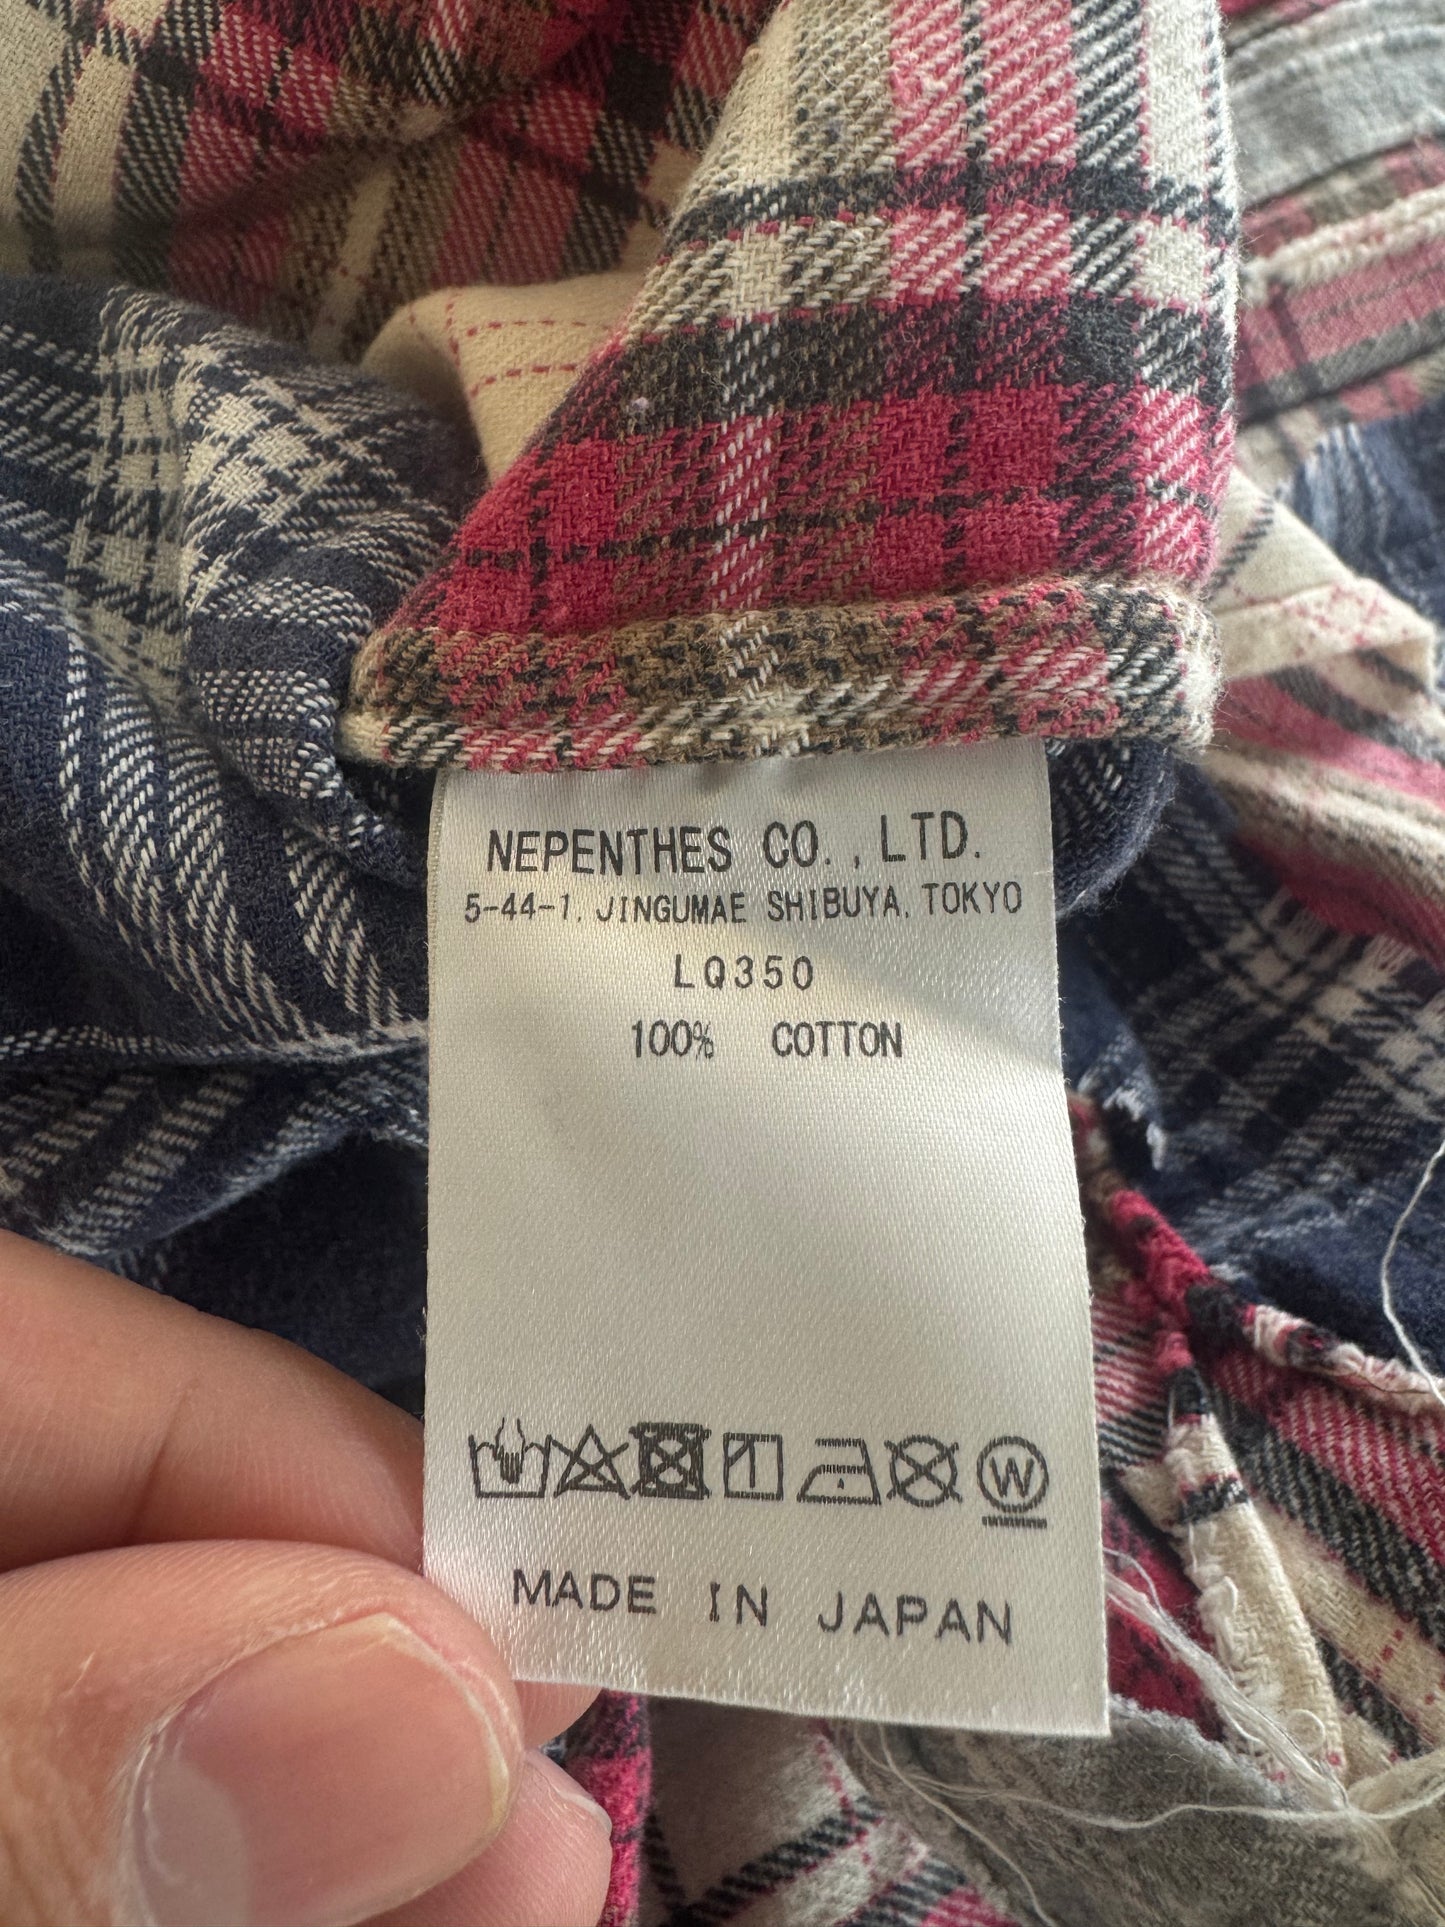 NEPENTHES CO., LTD.
5-44-1, JINGUMAE SHIBUYA, TOKYO
LQ350
100% COTTON
W
MADE IN JAPAN